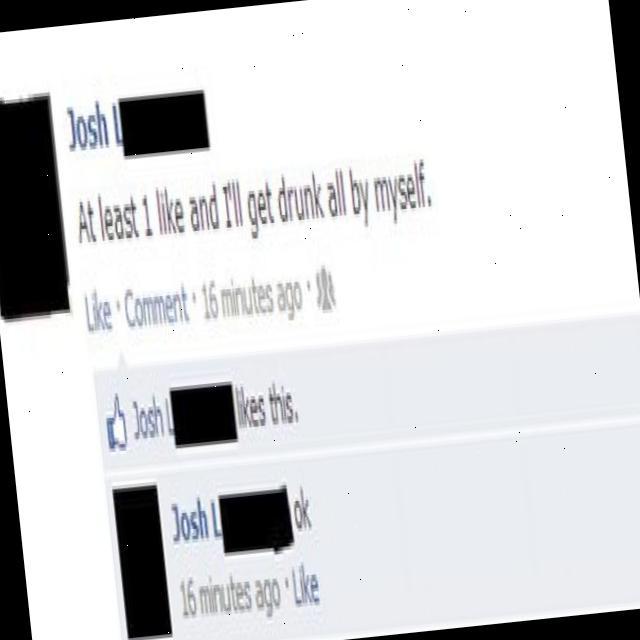 Josh L
At least 1 like and I'll get drunk all by myself.
Like · Comment · 16 minutes ago ·
Josh L likes this.
Josh L ok
16 minutes ago · Like